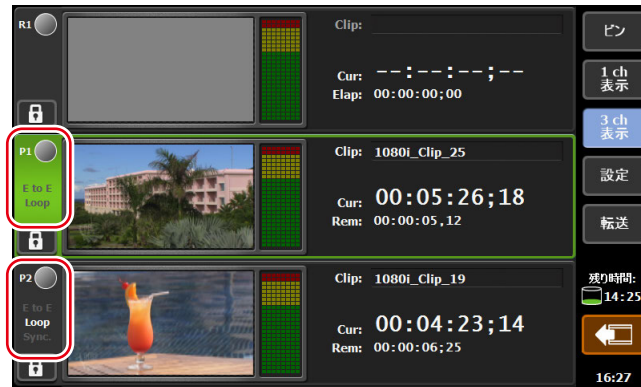 R1
Clip:
Cur: --:--:--;--
Elap: 00:00:00;00
P1
E to E
Loop
Clip: 1080i_Clip_25
Cur: 00:05:26;18
Rem: 00:00:05,12
P2
E to E
Loop
Sync.
Clip: 1080i_Clip_19
Cur: 00:04:23;14
Rem: 00:00:06;25
ビン
1 ch
表示
3 ch
表示
設定
転送
残り時間:
14:25
16:27